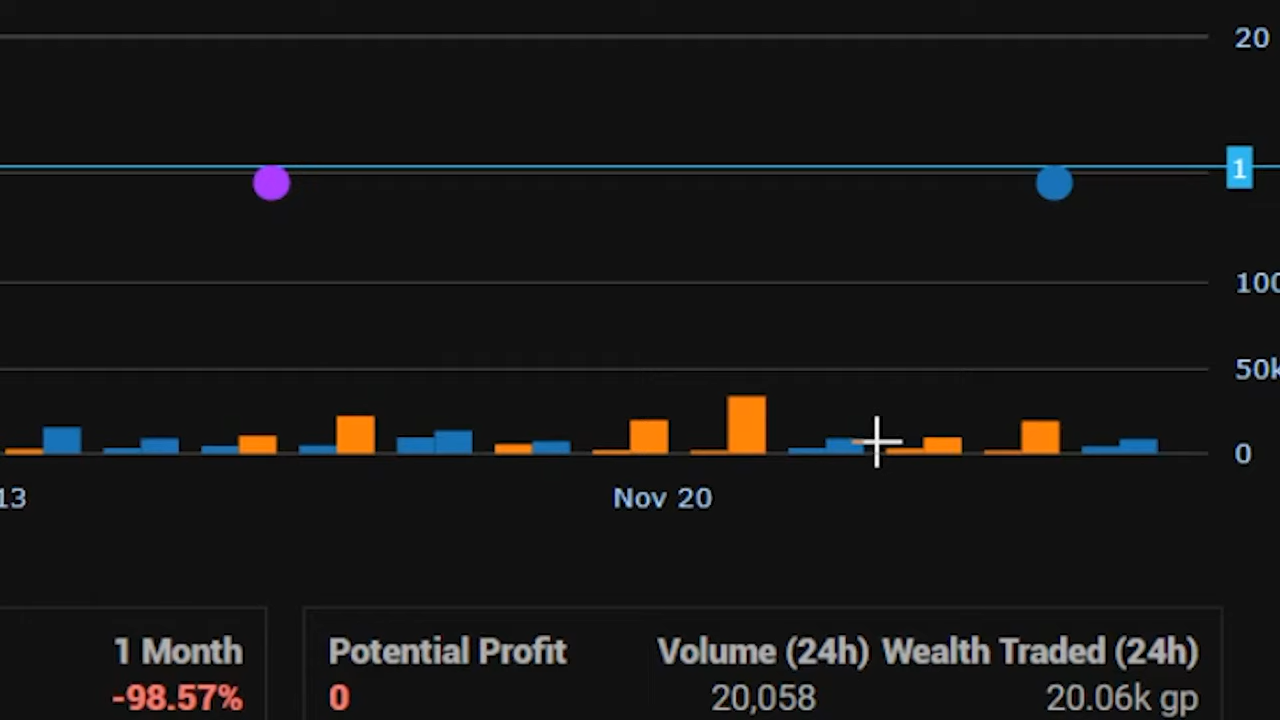 20
1
100
50k
0
13
Nov 20
1 Month
-98.57%
Potential Profit Volume (24h) Wealth Traded (24h)
0 20,058 20.06k gp